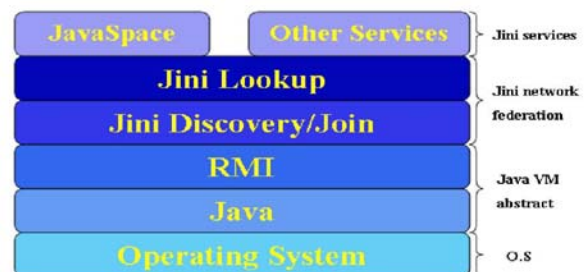 JavaSpace
Other Services
Jini services
Jini Lookup
Jini Discovery/Join
Jini network
federation
RMI
Java
Java VM
abstract
Operating System
O.S